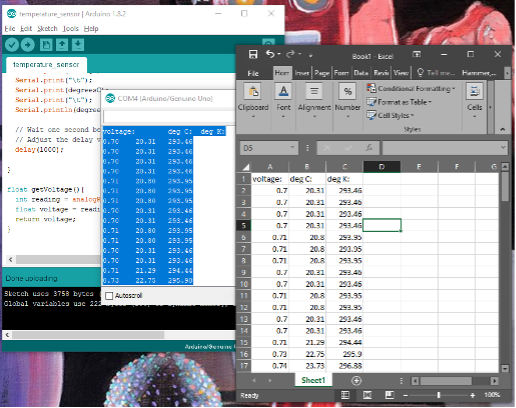 temperature_sensor | Arduino 1.8.2
File Edit Sketch Tools Help
temperature_sensor
Serial.print("\t");
Serial.print(degreesC
Serial.print("\t");
Serial.println(degree
// Wait one second be
// Adjust the delay
delay(1000);
}
float getVoltage(){
int reading = analogR
float voltage = readi
return voltage;
}
Done uploading
Sketch uses 3750 bytes
Global variables use 222
Arduino/Genuino Uno
COM4 (Arduino/Genuino Uno)
voltage: deg C: deg K:
0.70 20.31 293.46
0.70 20.31 293.46
0.70 20.31 293.46
0.70 20.31 293.46
0.71 20.80 293.95
0.71 20.80 293.95
0.71 20.80 293.95
0.70 20.31 293.46
0.71 20.80 293.95
0.71 20.80 293.95
0.70 20.31 293.46
0.70 20.31 293.46
0.71 21.29 294.44
0.73 22.75 295.90
Autoscroll
Book1 - Excel
File Hom Inser Page Form Data Revi View Tell me... Hammer,...
Clipboard
Font
Alignment
Number
Conditional Formatting
Format as Table
Cell Styles
Styles
Cells
D5
A B C D E F G
1 voltage: deg C: deg K:
2 0.7 20.31 293.46
3 0.7 20.31 293.46
4 0.7 20.31 293.46
5 0.7 20.31 293.46
6 0.71 20.8 293.95
7 0.71 20.8 293.95
8 0.71 20.8 293.95
9 0.7 20.31 293.46
10 0.71 20.8 293.95
11 0.71 20.8 293.95
12 0.71 20.8 293.95
13 0.7 20.31 293.46
14 0.7 20.31 293.46
15 0.71 21.29 294.44
16 0.73 22.75 295.9
17 0.74 23.73 296.88
Sheet1
Ready
100%